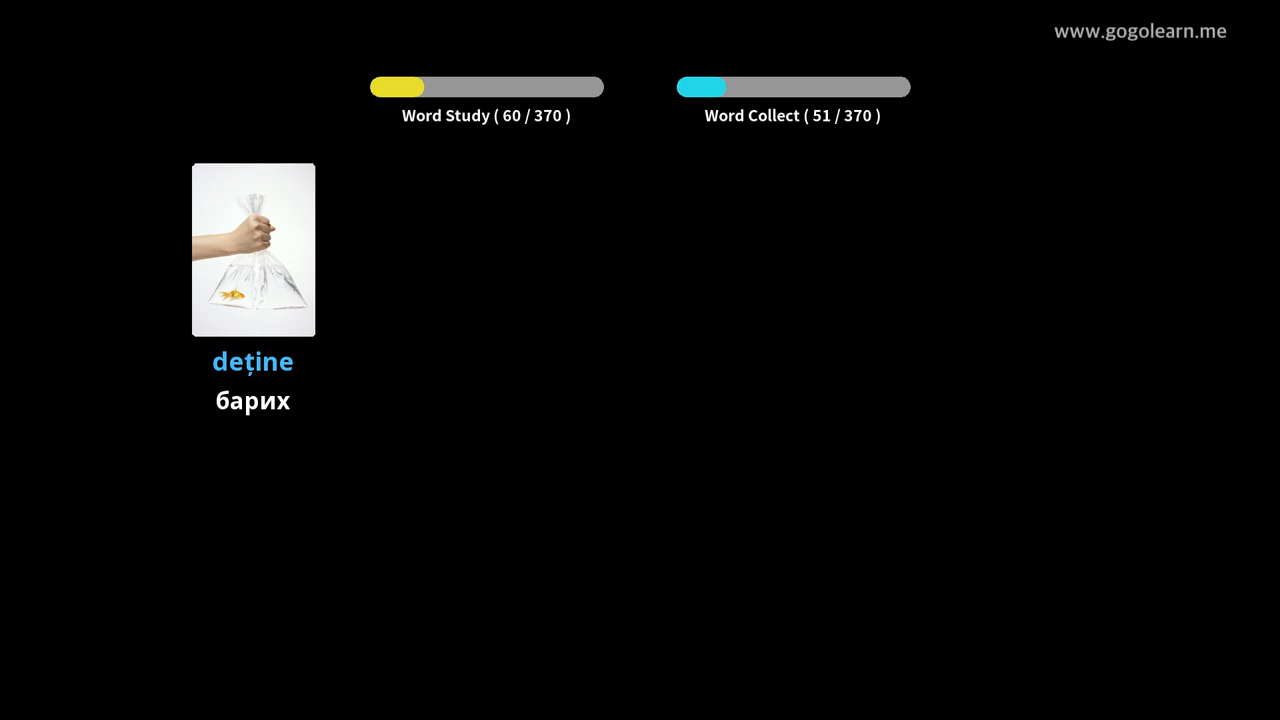 www.gogolearn.me
Word Study ( 60 / 370 )
Word Collect ( 51 / 370 )
deține
барих